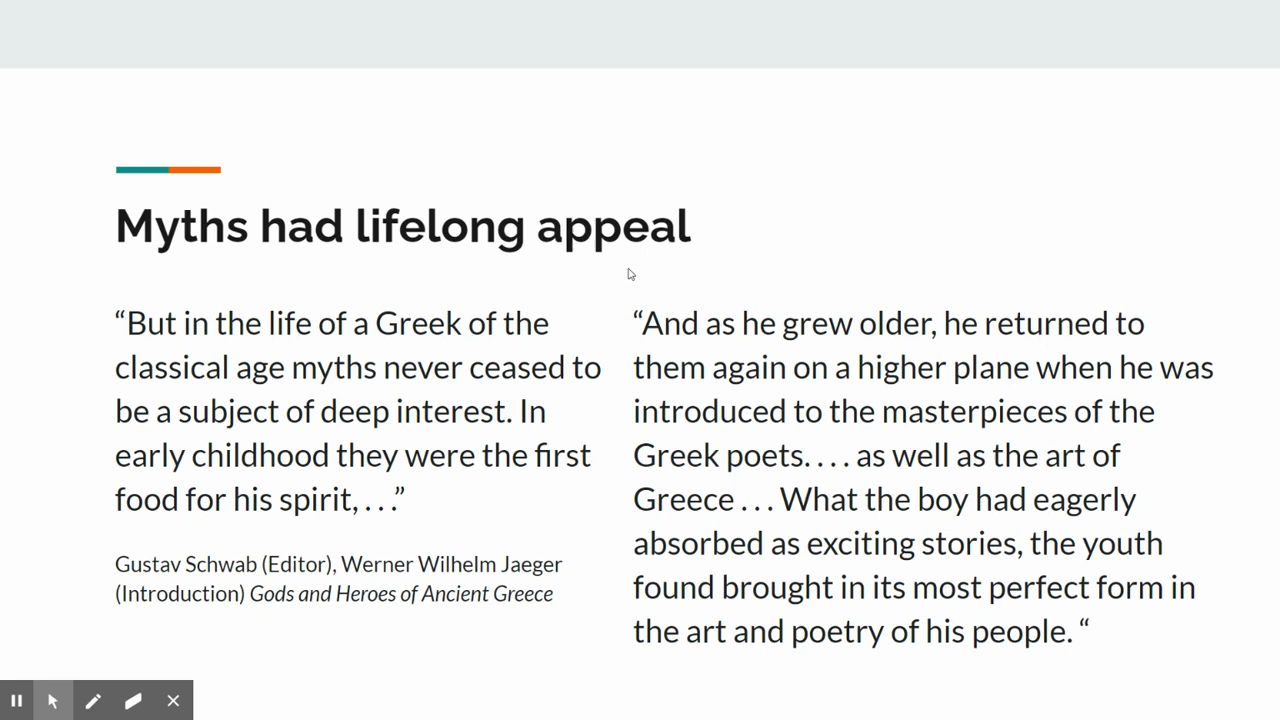 Myths had lifelong appeal
“But in the life of a Greek of the
classical age myths never ceased to
be a subject of deep interest. In
early childhood they were the first
food for his spirit, . . .”
Gustav Schwab (Editor), Werner Wilhelm Jaeger
(Introduction) Gods and Heroes of Ancient Greece
“And as he grew older, he returned to
them again on a higher plane when he was
introduced to the masterpieces of the
Greek poets. . . . as well as the art of
Greece . . . What the boy had eagerly
absorbed as exciting stories, the youth
found brought in its most perfect form in
the art and poetry of his people. “